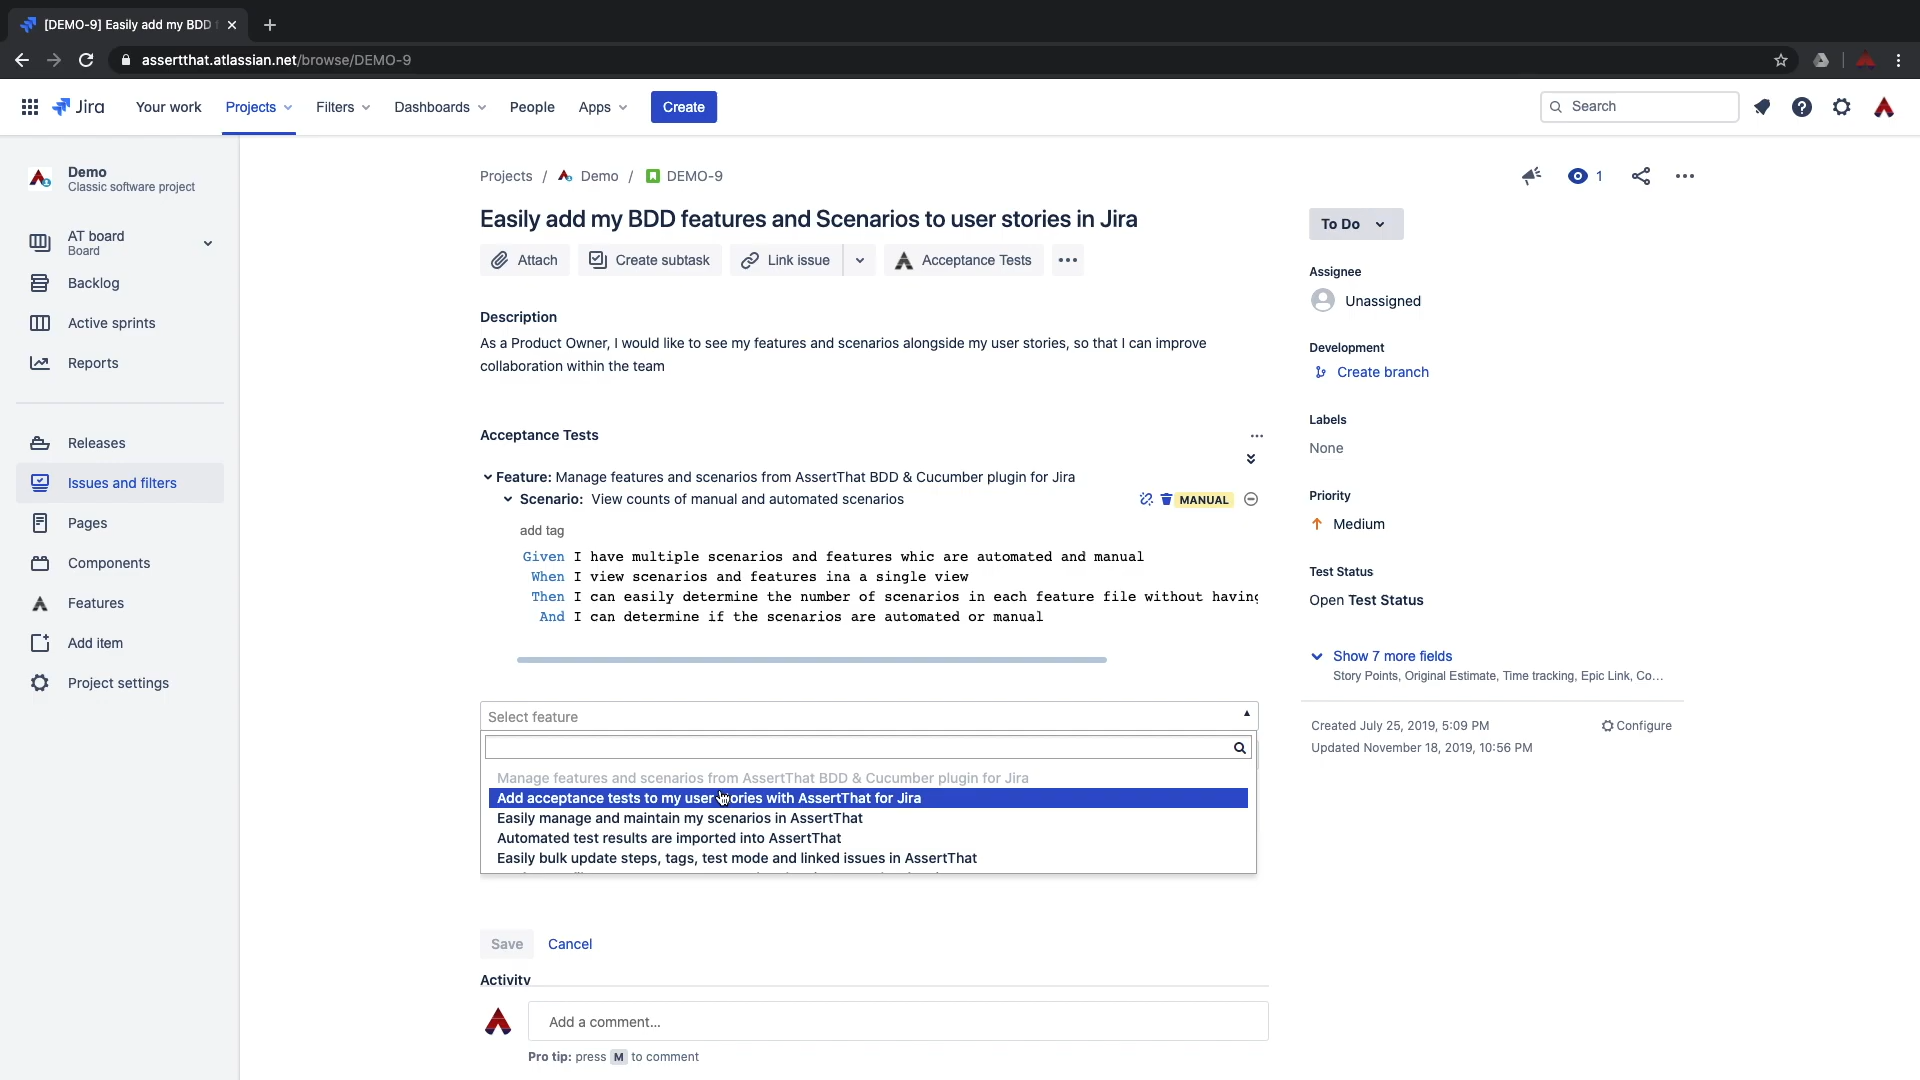 [DEMO-9] Easily add my BDD
assertthat.atlassian.net/browse/DEMO-9
Jira Your work Projects Filters Dashboards People Apps Create Search
Demo
Classic software project
AT board
Board
Backlog
Active sprints
Reports
Releases
Issues and filters
Pages
Components
Features
Add item
Project settings
Projects / Demo / DEMO-9
1
Easily add my BDD features and Scenarios to user stories in Jira
Attach Create subtask Link issue Acceptance Tests
Description
As a Product Owner, I would like to see my features and scenarios alongside my user stories, so that I can improve
collaboration within the team
Acceptance Tests
Feature: Manage features and scenarios from AssertThat BDD & Cucumber plugin for Jira
Scenario: View counts of manual and automated scenarios MANUAL
add tag
Given I have multiple scenarios and features whic are automated and manual
When I view scenarios and features ina a single view
Then I can easily determine the number of scenarios in each feature file without having
And I can determine if the scenarios are automated or manual
Select feature
Manage features and scenarios from AssertThat BDD & Cucumber plugin for Jira
Add acceptance tests to my user stories with AssertThat for Jira
Easily manage and maintain my scenarios in AssertThat
Automated test results are imported into AssertThat
Easily bulk update steps, tags, test mode and linked issues in AssertThat
Save Cancel
Activity
Add a comment...
Pro tip: press M to comment
To Do
Assignee
Unassigned
Development
Create branch
Labels
None
Priority
Medium
Test Status
Open Test Status
Show 7 more fields
Story Points, Original Estimate, Time tracking, Epic Link, Co...
Created July 25, 2019, 5:09 PM
Configure
Updated November 18, 2019, 10:56 PM